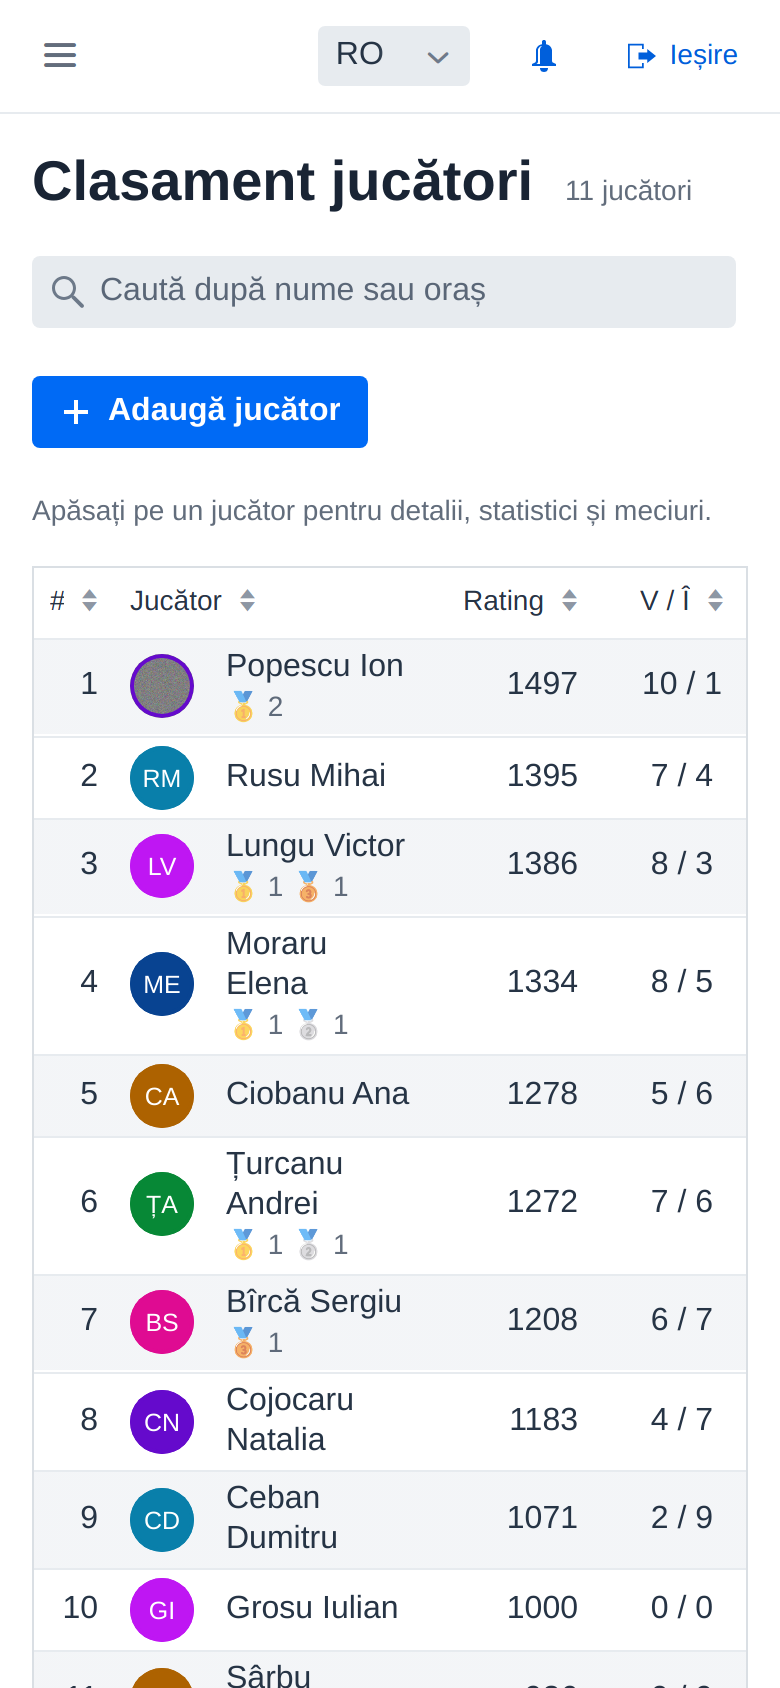 RO
Ieșire
Clasament jucători 11 jucători
Caută după nume sau oraș
Adaugă jucător
Apăsați pe un jucător pentru detalii, statistici și meciuri.
# Jucător Rating V / Î
1 Popescu Ion 1497 10 / 1
🥇 2
2 RM Rusu Mihai 1395 7 / 4
3 LV Lungu Victor 1386 8 / 3
🥇 1 🥉 1
4 ME Moraru
Elena 1334 8 / 5
🥇 1 🥈 1
5 CA Ciobanu Ana 1278 5 / 6
6 ȚA Țurcanu
Andrei 1272 7 / 6
🥇 1 🥈 1
7 BS Bîrcă Sergiu 1208 6 / 7
🥉 1
8 CN Cojocaru
Natalia 1183 4 / 7
9 CD Ceban
Dumitru 1071 2 / 9
10 GI Grosu Iulian 1000 0 / 0
Sârbu